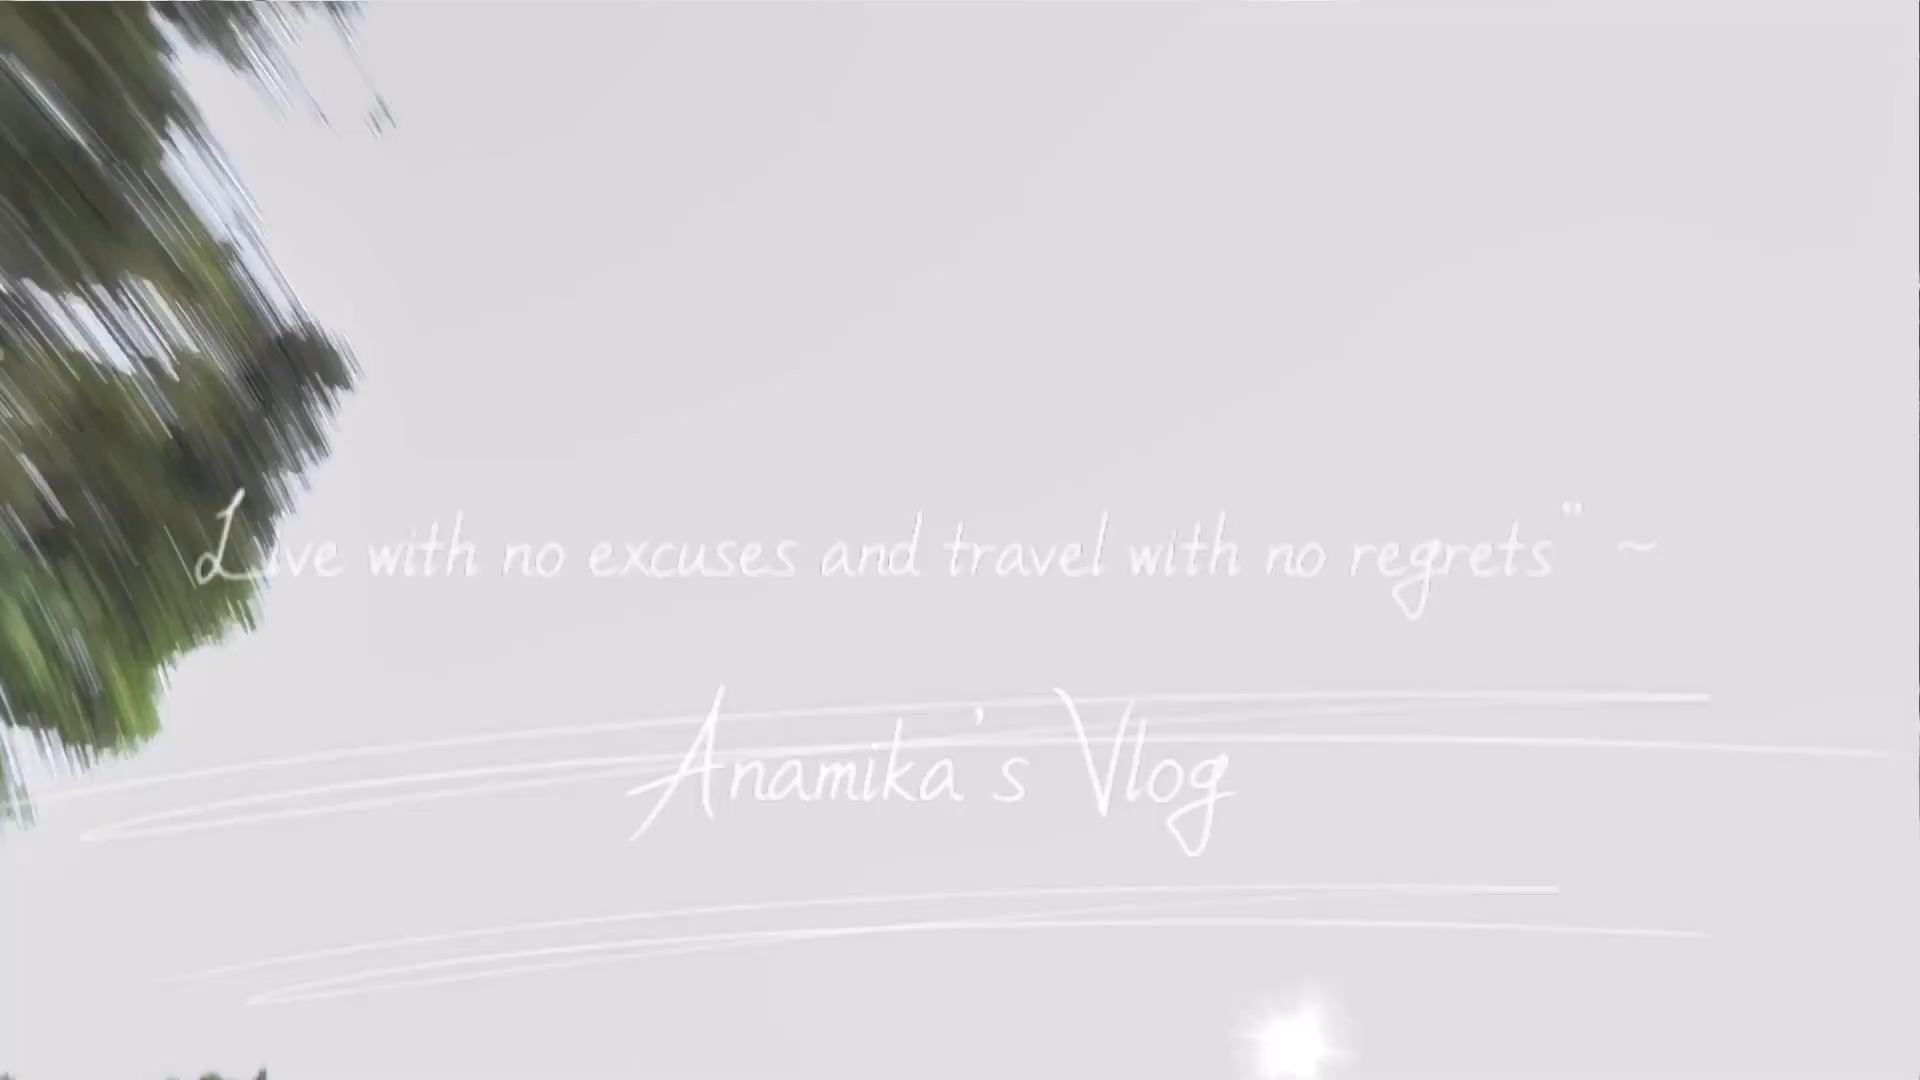 Live with no excuses and travel with no regrets" ~
Anamika's Vlog